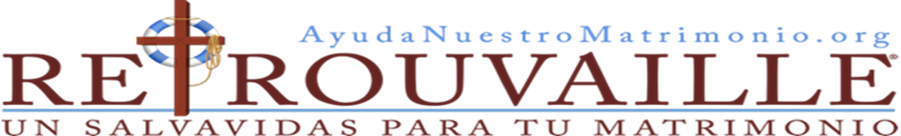 AyudaNuestroMatrimonio.org
RETROUVAILLE®
UN SALVAVIDAS PARA TU MATRIMONIO